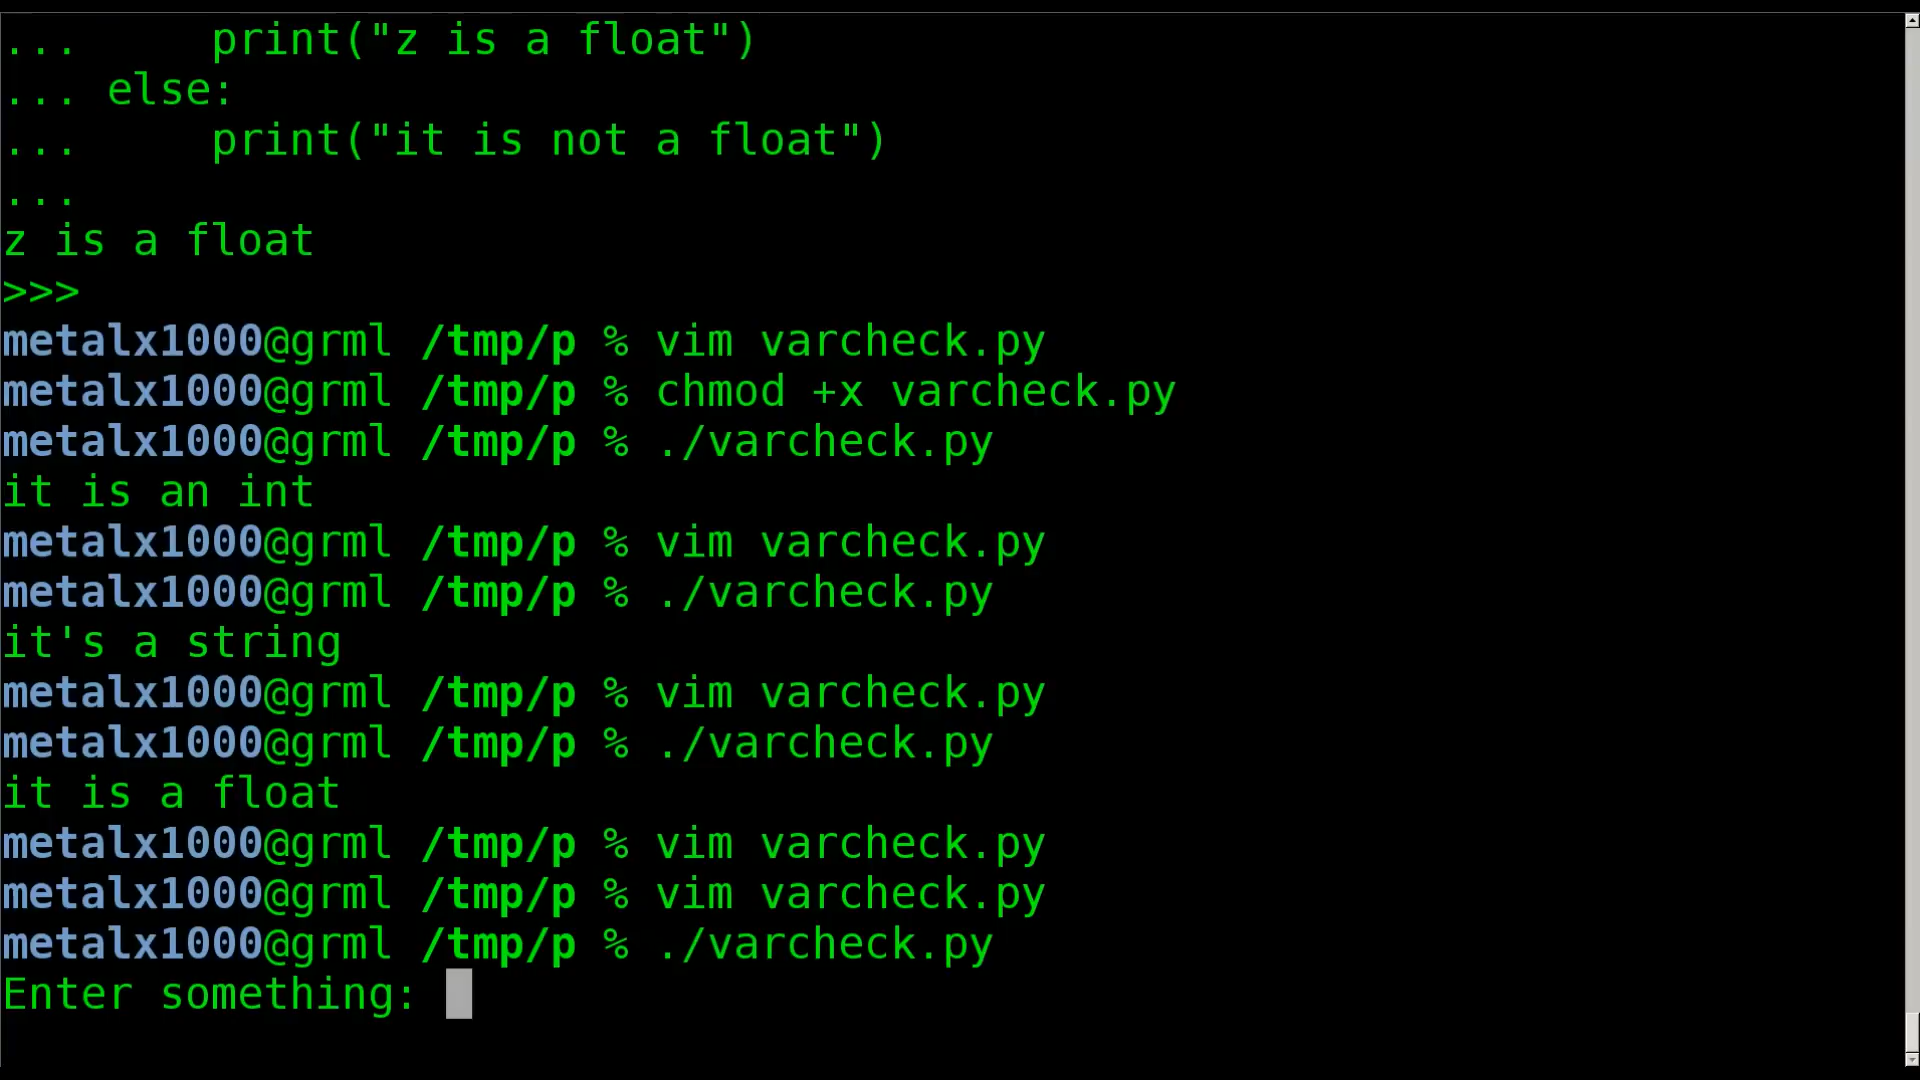 ...     print("z is a float")
... else:
...     print("it is not a float")
...
z is a float
>>>
metalx1000@grml /tmp/p % vim varcheck.py
metalx1000@grml /tmp/p % chmod +x varcheck.py
metalx1000@grml /tmp/p % ./varcheck.py
it is an int
metalx1000@grml /tmp/p % vim varcheck.py
metalx1000@grml /tmp/p % ./varcheck.py
it's a string
metalx1000@grml /tmp/p % vim varcheck.py
metalx1000@grml /tmp/p % ./varcheck.py
it is a float
metalx1000@grml /tmp/p % vim varcheck.py
metalx1000@grml /tmp/p % vim varcheck.py
metalx1000@grml /tmp/p % ./varcheck.py
Enter something: